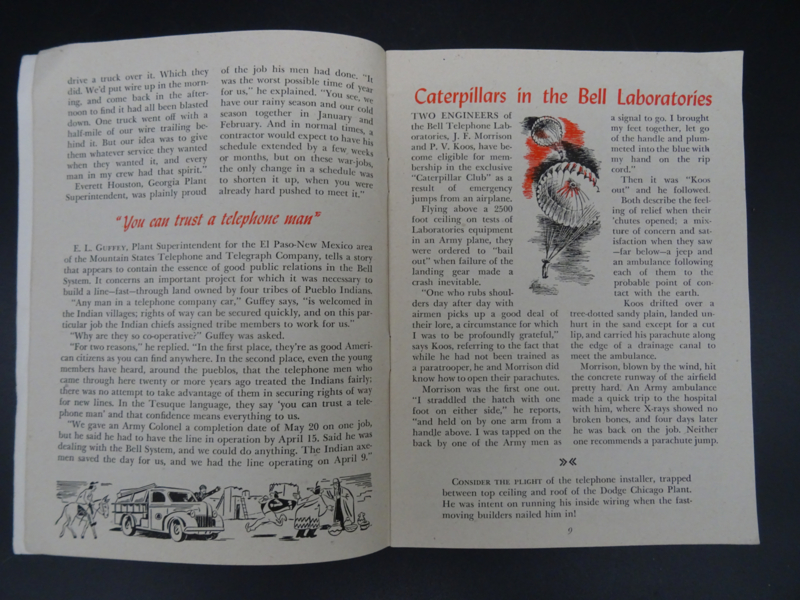 drive a truck over it. Which they
did. We'd put wire up in the morn-
ing, and come back in the after-
noon to find it had all been blasted
down. One truck went off with a
half-mile of our wire trailing be-
hind it. But our idea was to give
them whatever service they wanted
when they wanted it, and every
man in my crew had that spirit."
Everett Houston, Georgia Plant
Superintendent, was plainly proud
of the job his men had done. "It
was the worst possible time of year
for us," he explained. "You see, we
have our rainy season and our cold
season together in January and
February. And in normal times, a
contractor would expect to have his
schedule extended by a few weeks
or months, but on these war-jobs,
the only change in a schedule was
to shorten it up, when you were
already hard pushed to meet it."
"You can trust a telephone man"
E. L. GUFFEY, Plant Superintendent for the El Paso-New Mexico area
of the Mountain States Telephone and Telegraph Company, tells a story
that appears to contain the essence of good public relations in the Bell
System. It concerns an important project for which it was necessary to
build a line—fast—through land owned by four tribes of Pueblo Indians.
"Any man in a telephone company car," Guffey says, "is welcomed in
the Indian villages; rights of way can be secured quickly, and on this par-
ticular job the Indian chiefs assigned tribe members to work for us."
"Why are they so co-operative?" Guffey was asked.
"For two reasons," he replied. "In the first place, they're as good Ameri-
can citizens as you can find anywhere. In the second place, even the young
members have heard, around the pueblos, that the telephone men who
came through here twenty or more years ago treated the Indians fairly;
there was no attempt to take advantage of them in securing rights of way
for new lines. In the Tesuque language, they say 'you can trust a tele-
phone man' and that confidence means everything to us.
"We gave an Army Colonel a completion date of May 20 on one job,
but he said he had to have the line in operation by April 15. Said he was
dealing with the Bell System, and we could do anything. The Indian axe-
men saved the day for us, and we had the line operating on April 9."
Caterpillars in the Bell Laboratories
TWO ENGINEERS of
the Bell Telephone Lab-
oratories, J. F. Morrison
and P. V. Koos, have be-
come eligible for mem-
bership in the exclusive
"Caterpillar Club" as a
result of emergency
jumps from an airplane.
Flying above a 2500
foot ceiling on tests of
Laboratories equipment
in an Army plane, they
were ordered to "bail
out" when failure of the
landing gear made a
crash inevitable.
"One who rubs shoul-
ders day after day with
airmen picks up a good deal of
their lore, a circumstance for which
I was to be profoundly grateful,"
says Koos, referring to the fact that
while he had not been trained as
a paratrooper, he and Morrison did
know how to open their parachutes.
Morrison was the first one out.
"I straddled the hatch with one
foot on either side," he reports,
"and held on by one arm from a
handle above. I was tapped on the
back by one of the Army men as
a signal to go. I brought
my feet together, let go
of the handle and plum-
meted into the blue with
my hand on the rip
cord."
Then it was "Koos
out" and he followed.
Both describe the feel-
ing of relief when their
'chutes opened; a mix-
ture of concern and sat-
isfaction when they saw
—far below—a jeep and
an ambulance following
each of them to the
probable point of con-
tact with the earth.
Koos drifted over a
tree-dotted sandy plain, landed un-
hurt in the sand except for a cut
lip, and carried his parachute along
the edge of a drainage canal to
meet the ambulance.
Morrison, blown by the wind, hit
the concrete runway of the airfield
pretty hard. An Army ambulance
made a quick trip to the hospital
with him, where X-rays showed no
broken bones, and four days later
he was back on the job. Neither
one recommends a parachute jump.
»«
CONSIDER THE FLIGHT of the telephone installer, trapped
between top ceiling and roof of the Dodge Chicago Plant.
He was intent on running his inside wiring when the fast-
moving builders nailed him in!
9